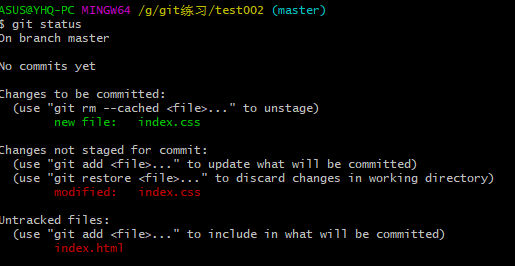 ASUS@YHQ-PC MINGW64 /g/git练习/test002 (master)
$ git status
On branch master
No commits yet
Changes to be committed:
(use "git rm --cached <file>..." to unstage)
new file: index.css
Changes not staged for commit:
(use "git add <file>..." to update what will be committed)
(use "git restore <file>..." to discard changes in working directory)
modified: index.css
Untracked files:
(use "git add <file>..." to include in what will be committed)
index.html